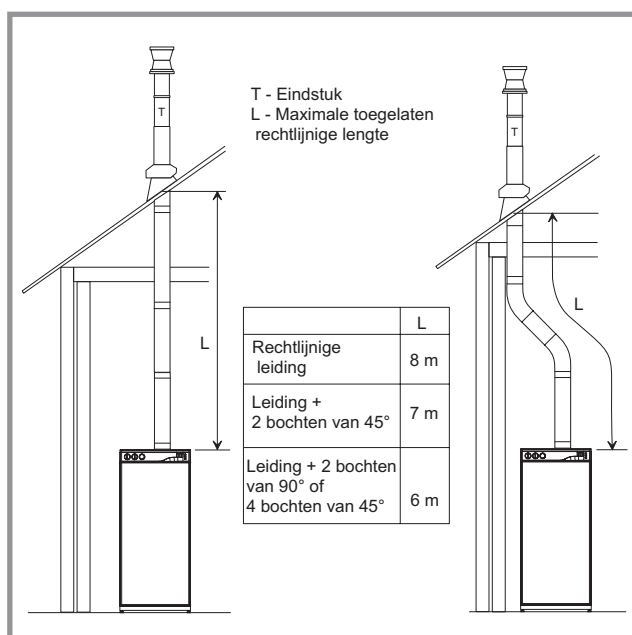 T
T - Eindstuk
L - Maximale toegelaten
rechtlijnige lengte
T
L
L
L
Rechtlijnige
leiding
8 m
Leiding +
2 bochten van 45°
7 m
Leiding + 2 bochten
van 90° of
4 bochten van 45°
6 m